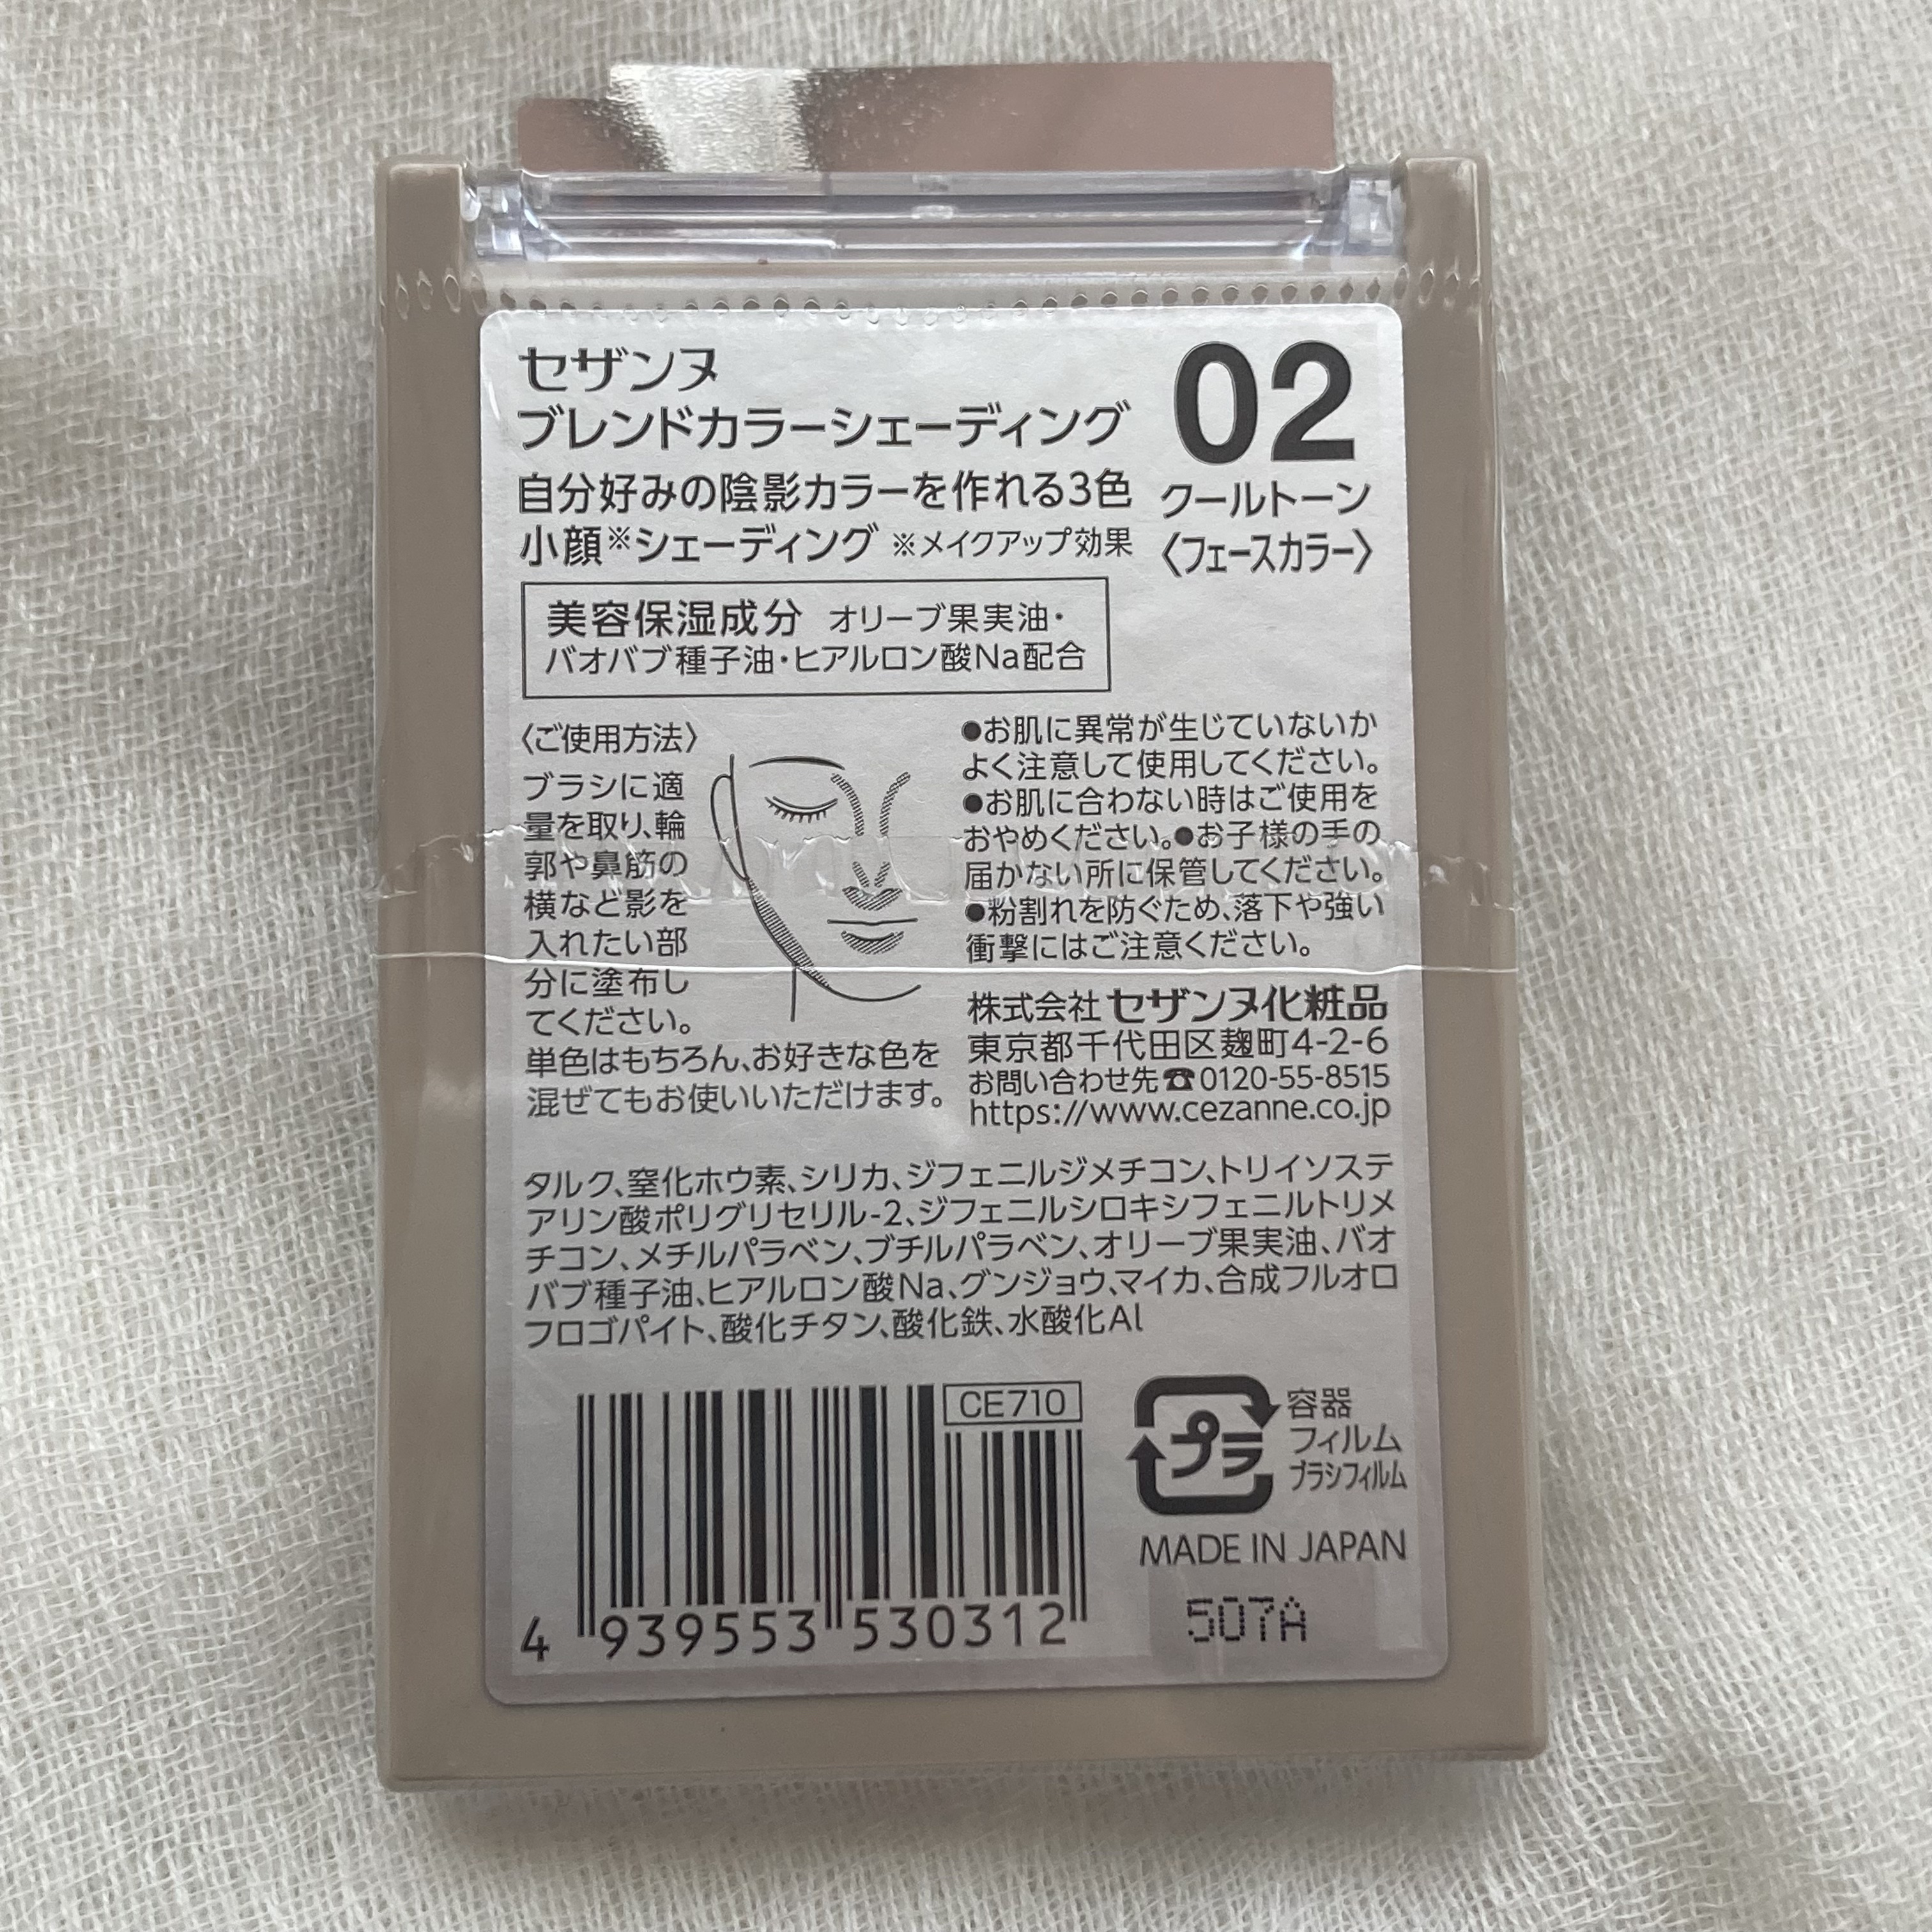 セザンヌ
ブレンドカラーシェーディング
自分好みの陰影カラーを作れる3色
小顔※シェーディング ※メイクアップ効果
02
クールトーン
〈フェースカラー〉
美容保湿成分 オリーブ果実油・
バオバブ種子油・ヒアルロン酸Na配合
〈ご使用方法〉
ブラシに適
量を取り、輪
郭や鼻筋の
横など影を
入れたい部
分に塗布し
てください。
単色はもちろん、お好きな色を
混ぜてもお使いいただけます。
●お肌に異常が生じていないか
よく注意して使用してください。
●お肌に合わない時はご使用を
おやめください。●お子様の手の
届かない所に保管してください。
●粉割れを防ぐため、落下や強い
衝撃にはご注意ください。
株式会社 セザンヌ化粧品
東京都千代田区麹町4-2-6
お問い合わせ先☎0120-55-8515
https://www.cezanne.co.jp
タルク、窒化ホウ素、シリカ、ジフェニルジメチコン、トリイソステ
アリン酸ポリグリセリル-2、ジフェニルシロキシフェニルトリメ
チコン、メチルパラベン、ブチルパラベン、オリーブ果実油、バオ
バブ種子油、ヒアルロン酸Na、グンジョウ、マイカ、合成フルオロ
フロゴパイト、酸化チタン、酸化鉄、水酸化Al
CE710
4 939553 530312
プラ
容器
フィルム
ブラシフィルム
MADE IN JAPAN
507A